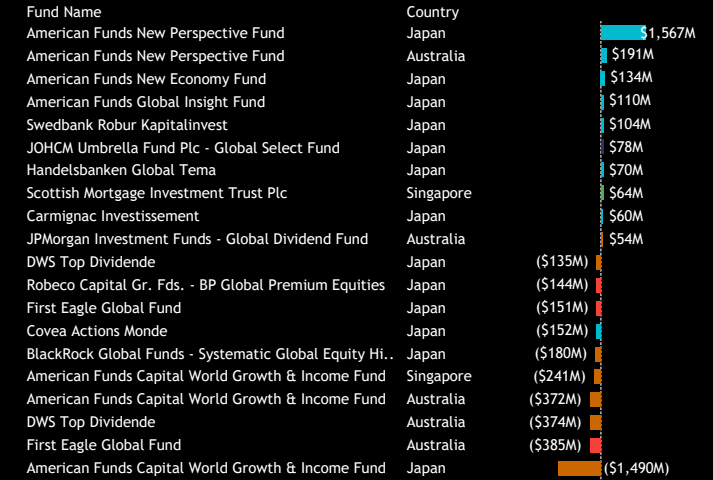 Fund Name Country
American Funds New Perspective Fund Japan $1,567M
American Funds New Perspective Fund Australia $191M
American Funds New Economy Fund Japan $134M
American Funds Global Insight Fund Japan $110M
Swedbank Robur Kapitalinvest Japan $104M
JOHCM Umbrella Fund Plc - Global Select Fund Japan $78M
Handelsbanken Global Tema Japan $70M
Scottish Mortgage Investment Trust Plc Singapore $64M
Carmignac Investissement Japan $60M
JPMorgan Investment Funds - Global Dividend Fund Australia $54M
DWS Top Dividende Japan ($135M)
Robeco Capital Gr. Fds. - BP Global Premium Equities Japan ($144M)
First Eagle Global Fund Japan ($151M)
Covea Actions Monde Japan ($152M)
BlackRock Global Funds - Systematic Global Equity Hi.. Japan ($180M)
American Funds Capital World Growth & Income Fund Singapore ($241M)
American Funds Capital World Growth & Income Fund Australia ($372M)
DWS Top Dividende Australia ($374M)
First Eagle Global Fund Australia ($385M)
American Funds Capital World Growth & Income Fund Japan ($1,490M)